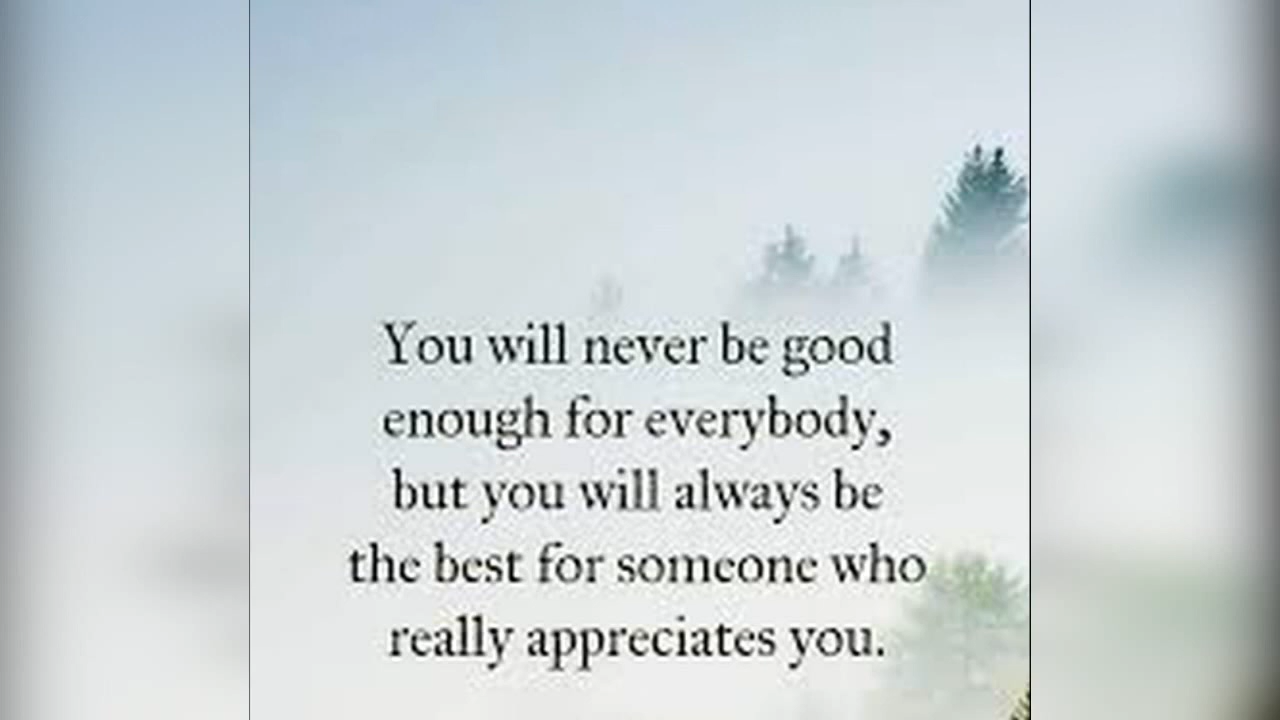 You will never be good
enough for everybody,
but you will always be
the best for someone who
really appreciates you.